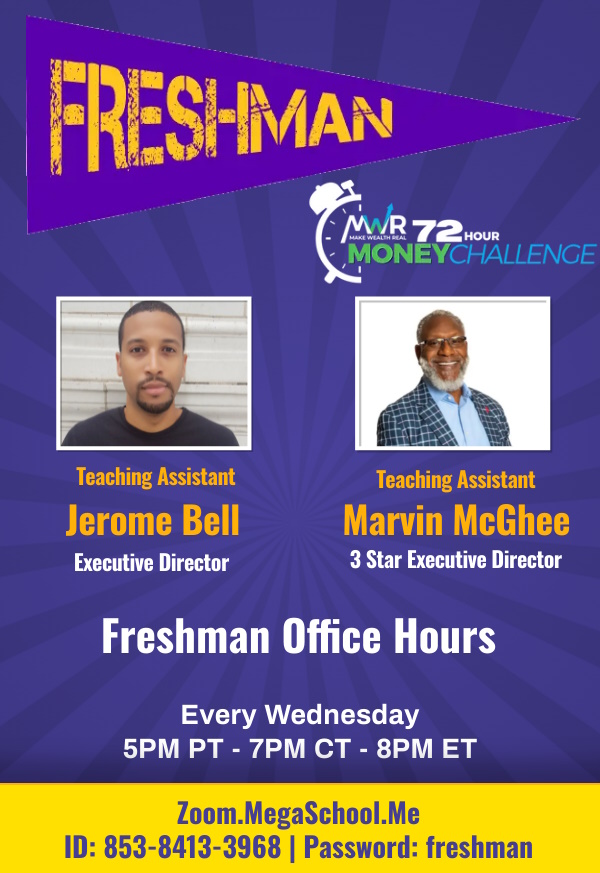 FRESHMAN
MWR 72 HOUR
MAKE WEALTH REAL
MONEYCHALLENGE
Teaching Assistant
Jerome Bell
Executive Director
Teaching Assistant
Marvin McGhee
3 Star Executive Director
Freshman Office Hours
Every Wednesday
5PM PT - 7PM CT - 8PM ET
Zoom.MegaSchool.Me
ID: 853-8413-3968 | Password: freshman